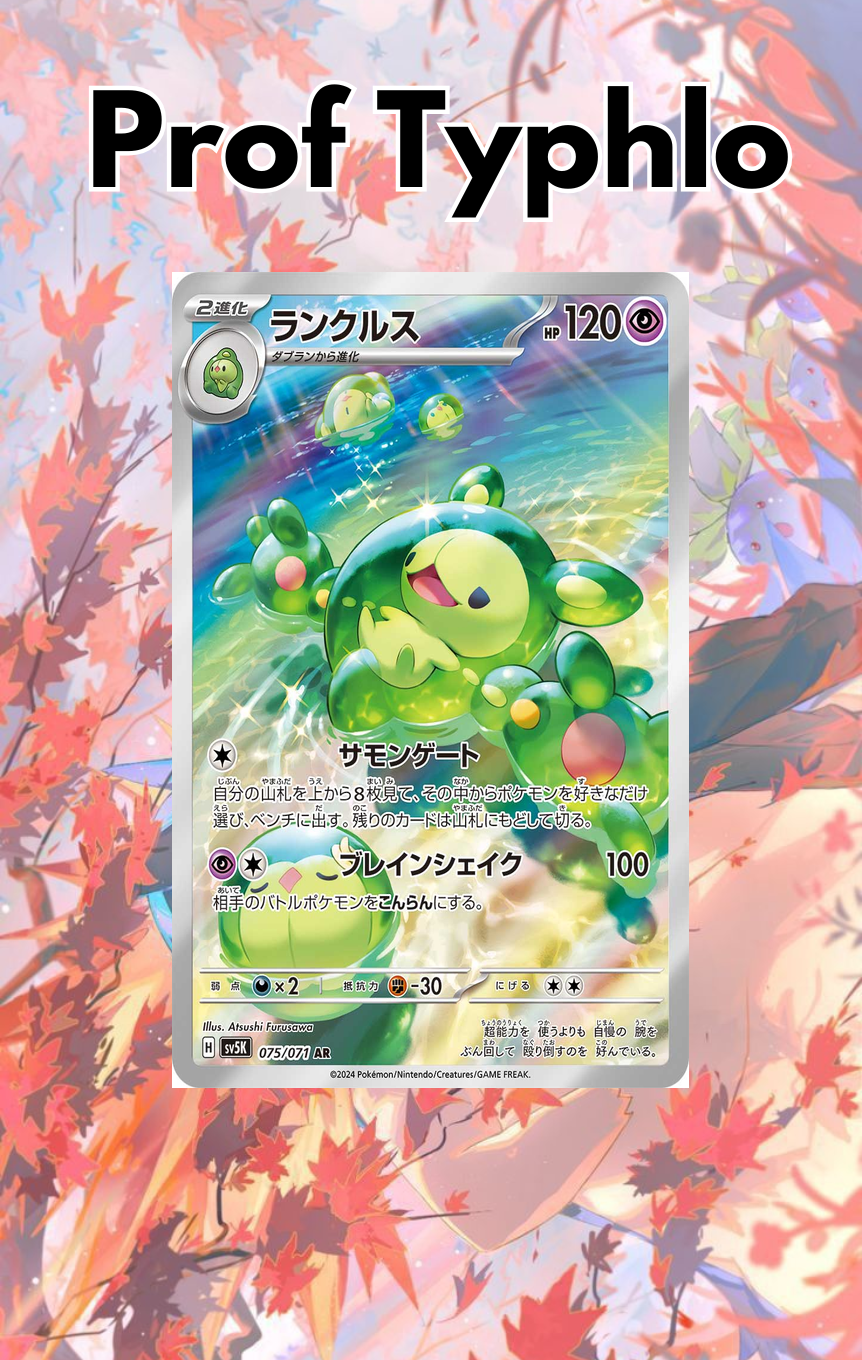 Prof Typhlo
2進化
ランクルス
HP 120
ダブランから進化
サモンゲート
自分の山札を上から8枚見て、その中からポケモンを好きなだけ
選び、ベンチに出す。残りのカードは山札にもどして切る。
ブレインシェイク 100
相手のバトルポケモンをこんらんにする。
弱点 ×2 抵抗力 -30 にげる
Illus. Atsushi Furusawa
H sv5K 075/071 AR
超能力を 使うよりも 自慢の 腕を
ぶん回して 殴り倒すのを 好んでいる。
©2024 Pokémon/Nintendo/Creatures/GAME FREAK.